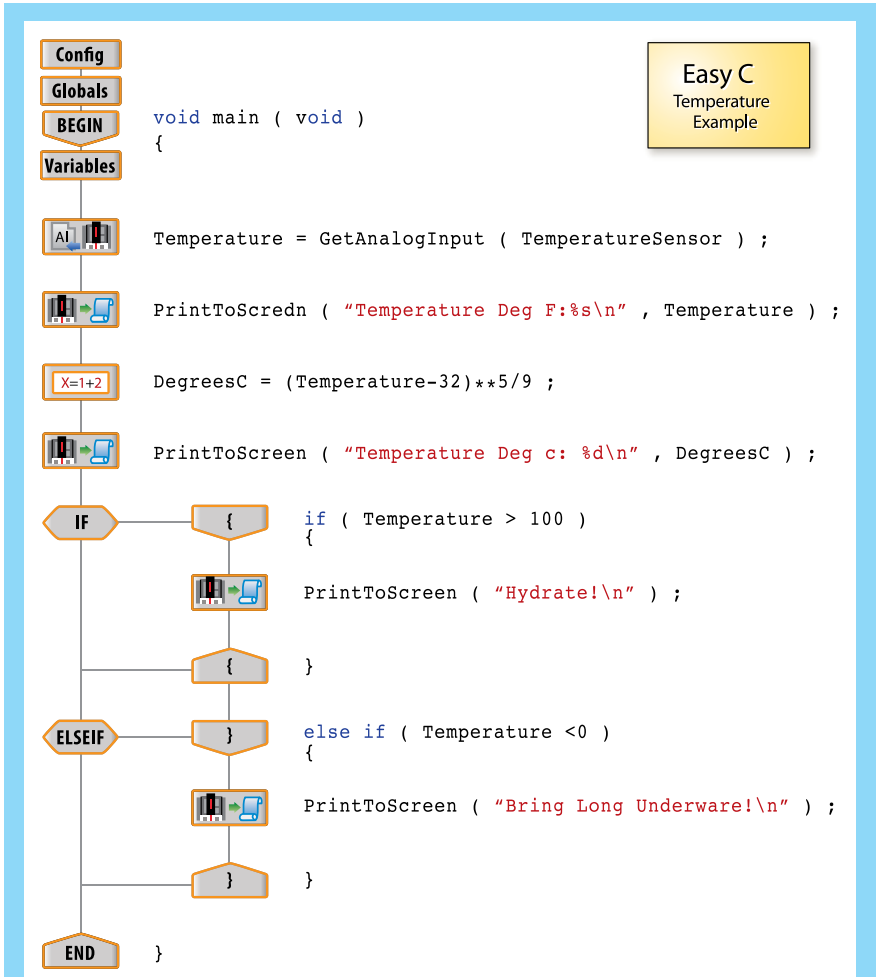 Config
Globals
BEGIN
Variables
Easy C
Temperature
Example
void main ( void )
{
AI
Temperature = GetAnalogInput ( TemperatureSensor ) ;
PrintToScredn ( “Temperature Deg F:%s\n” , Temperature ) ;
X=1+2
DegreesC = (Temperature-32)**5/9 ;
PrintToScreen ( “Temperature Deg c: %d\n” , DegreesC ) ;
IF
{
if ( Temperature > 100 )
{
PrintToScreen ( “Hydrate!\n” ) ;
{
}
ELSEIF
}
else if ( Temperature <0 )
{
PrintToScreen ( “Bring Long Underware!\n” ) ;
}
}
END
}